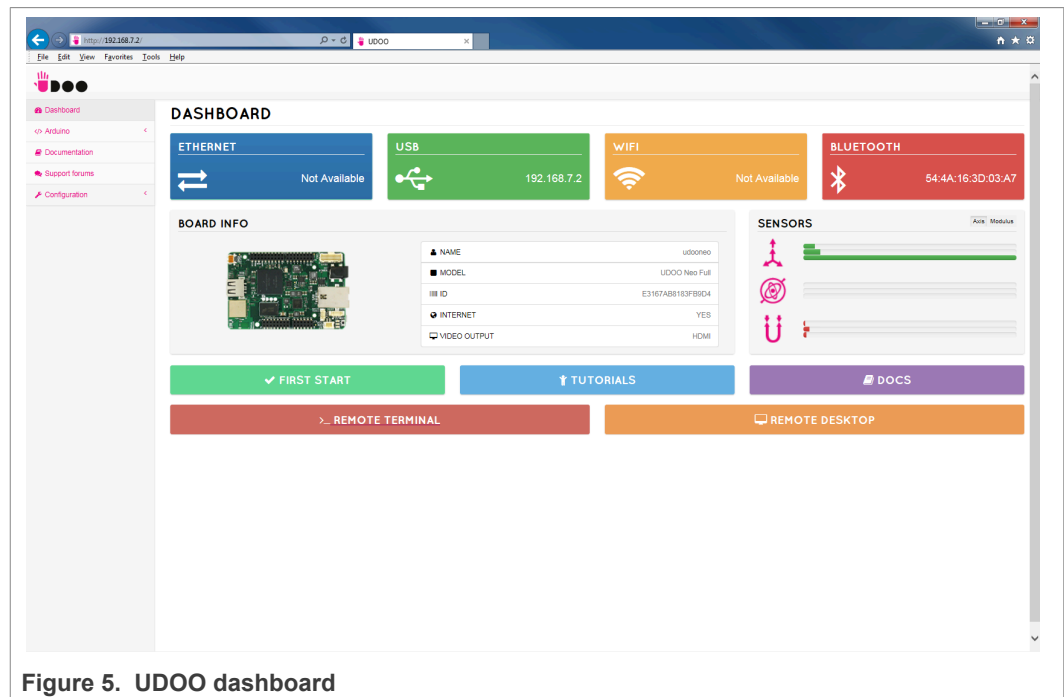 http://192.168.7.2/
UDOO
File Edit View Favorites Tools Help
Dashboard
Arduino
Documentation
Support forums
Configuration
DASHBOARD
ETHERNET
Not Available
USB
192.168.7.2
WIFI
Not Available
BLUETOOTH
54:4A:16:3D:03:A7
BOARD INFO
NAME udooneo
MODEL UDOO Neo Full
ID E3167AB8183FB9D4
INTERNET YES
VIDEO OUTPUT HDMI
SENSORS
Axis Modulus
FIRST START
TUTORIALS
DOCS
>_ REMOTE TERMINAL
REMOTE DESKTOP
Figure 5. UDOO dashboard